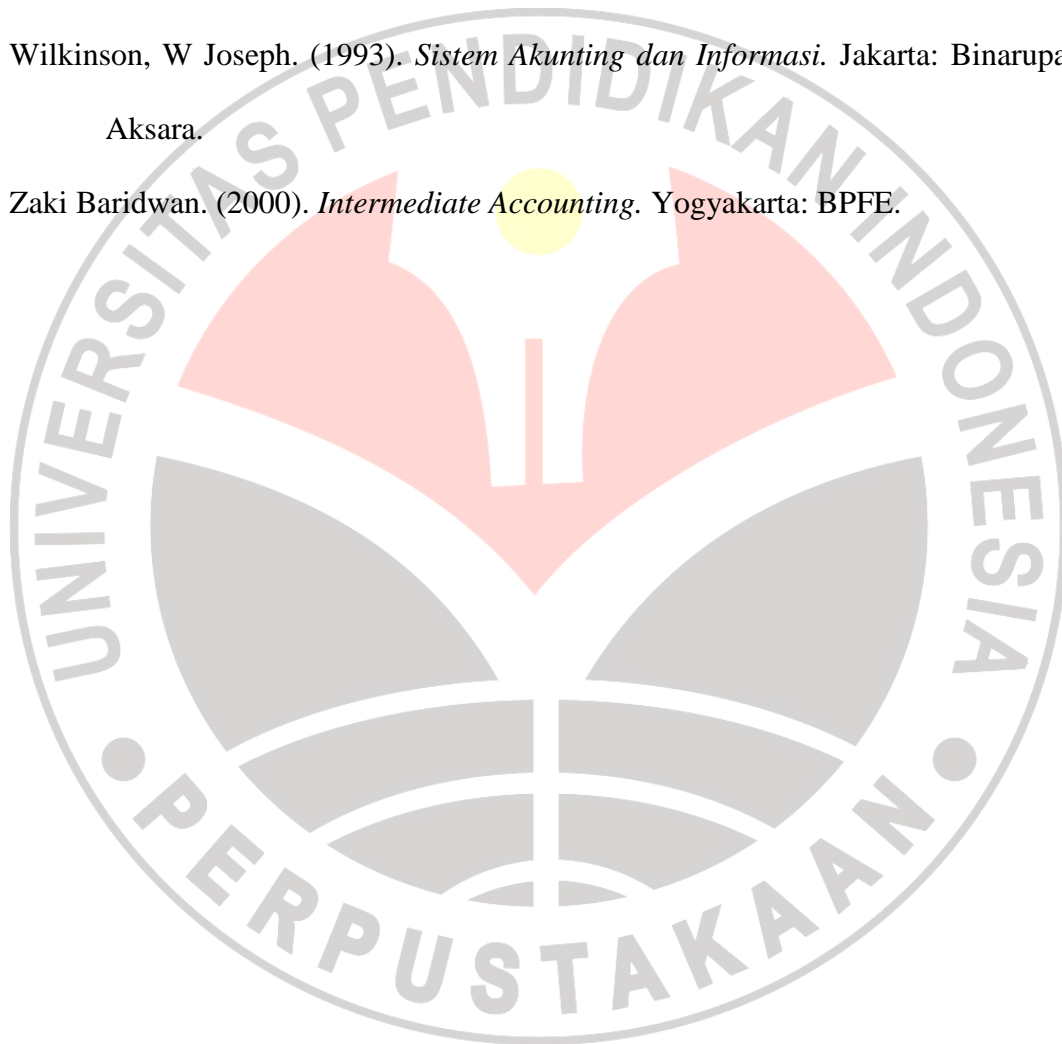 Wilkinson, W Joseph. (1993). Sistem Akunting dan Informasi. Jakarta: Binarupa
Aksara.
Zaki Baridwan. (2000). Intermediate Accounting. Yogyakarta: BPFE.
UNIVERSITAS PENDIDIKAN INDONESIA
PERPUSTAKAAN